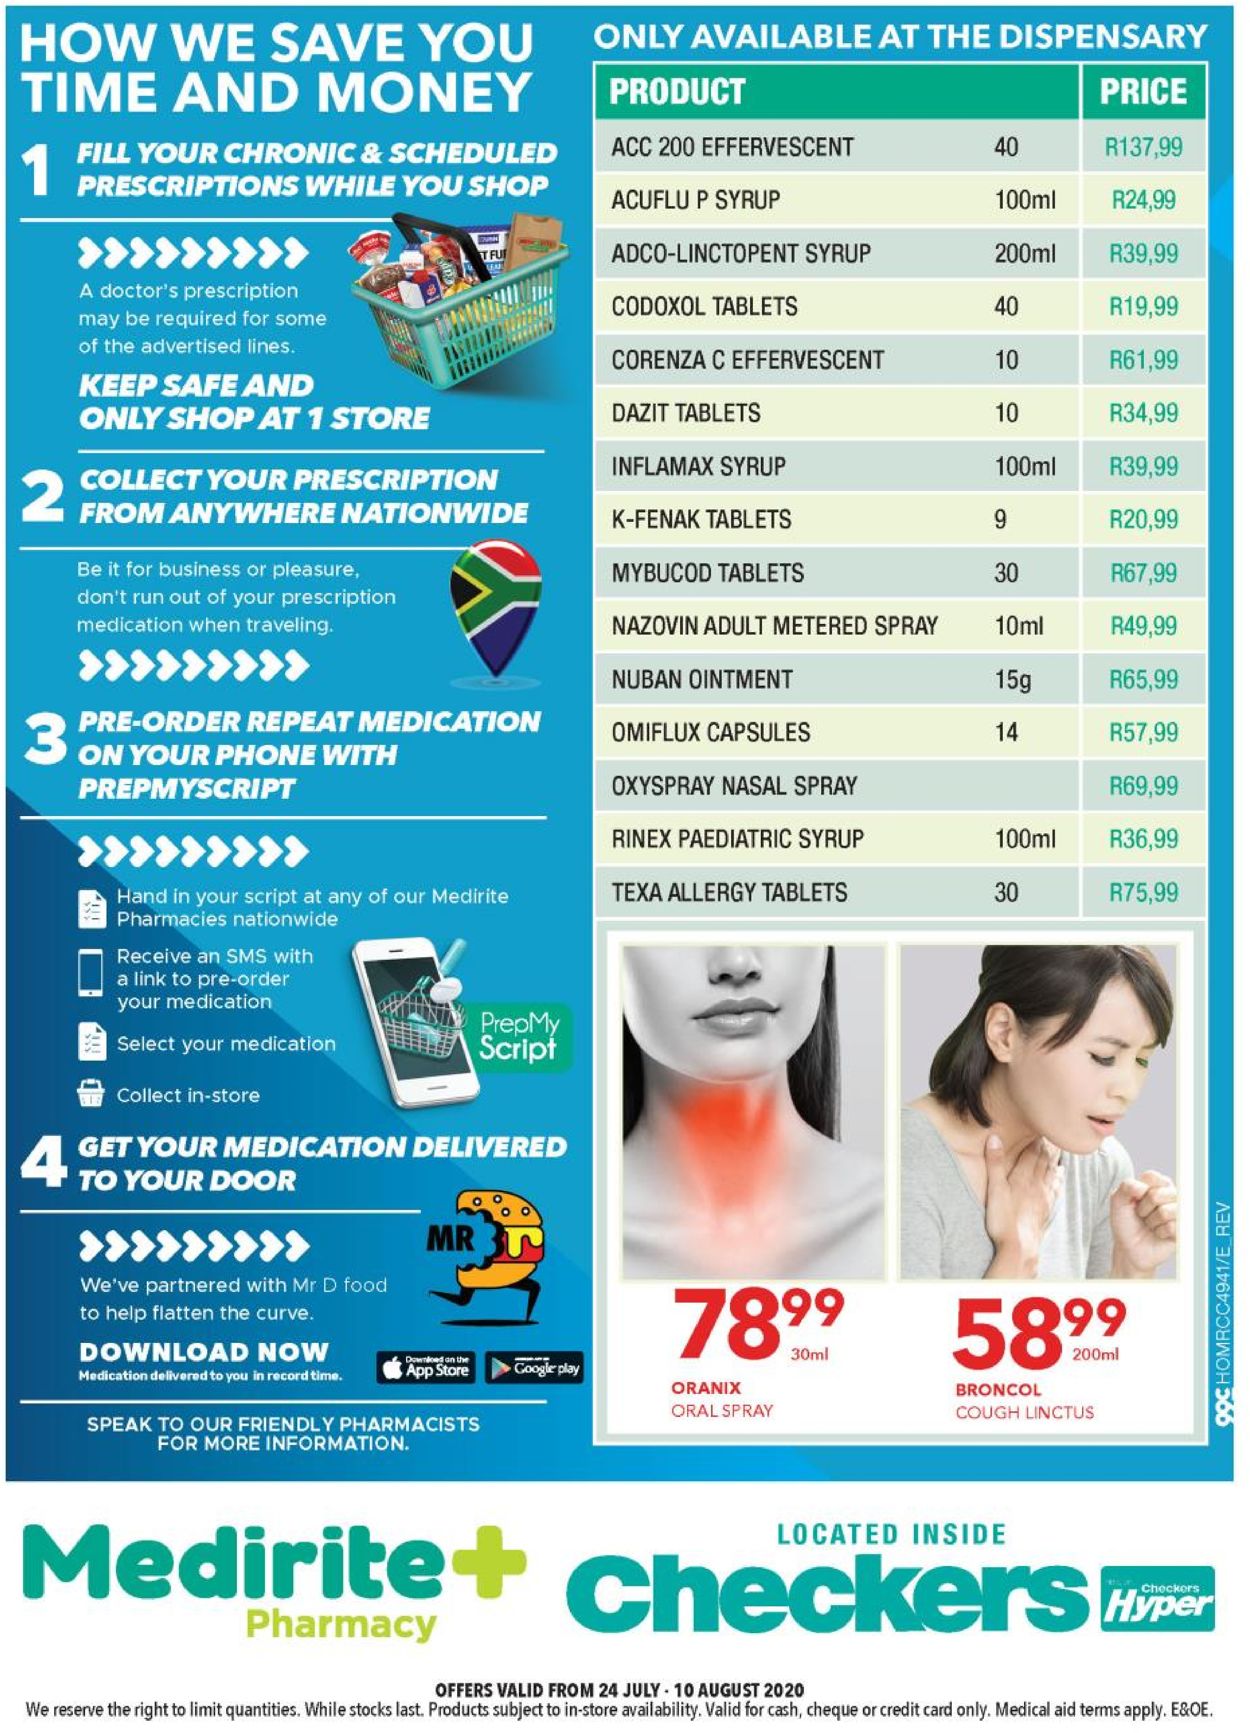 HOW WE SAVE YOU
TIME AND MONEY
1 FILL YOUR CHRONIC & SCHEDULED
PRESCRIPTIONS WHILE YOU SHOP
A doctor's prescription
may be required for some
of the advertised lines.
KEEP SAFE AND
ONLY SHOP AT 1 STORE
2 COLLECT YOUR PRESCRIPTION
FROM ANYWHERE NATIONWIDE
Be it for business or pleasure,
don't run out of your prescription
medication when traveling.
3 PRE-ORDER REPEAT MEDICATION
ON YOUR PHONE WITH
PREPMYSCRIPT
Hand in your script at any of our Medirite
Pharmacies nationwide
Receive an SMS with
a link to pre-order
your medication
Select your medication
Collect in-store
PrepMy
Script
4 GET YOUR MEDICATION DELIVERED
TO YOUR DOOR
MR D
We've partnered with Mr D food
to help flatten the curve.
DOWNLOAD NOW
Medication delivered to you in record time.
Download on the
App Store
Google play
SPEAK TO OUR FRIENDLY PHARMACISTS
FOR MORE INFORMATION.
ONLY AVAILABLE AT THE DISPENSARY
PRODUCT PRICE
ACC 200 EFFERVESCENT 40 R137,99
ACUFLU P SYRUP 100ml R24,99
ADCO-LINCTOPENT SYRUP 200ml R39,99
CODOXOL TABLETS 40 R19,99
CORENZA C EFFERVESCENT 10 R61,99
DAZIT TABLETS 10 R34,99
INFLAMAX SYRUP 100ml R39,99
K-FENAK TABLETS 9 R20,99
MYBUCOD TABLETS 30 R67,99
NAZOVIN ADULT METERED SPRAY 10ml R49,99
NUBAN OINTMENT 15g R65,99
OMIFLUX CAPSULES 14 R57,99
OXYSPRAY NASAL SPRAY R69,99
RINEX PAEDIATRIC SYRUP 100ml R36,99
TEXA ALLERGY TABLETS 30 R75,99
78 99
30ml
ORANIX
ORAL SPRAY
58 99
200ml
BRONCOL
COUGH LINCTUS
99C HOMRCC4941/E_REV
Medirite+
Pharmacy
LOCATED INSIDE
Checkers
Checkers
Hyper
OFFERS VALID FROM 24 JULY - 10 AUGUST 2020
We reserve the right to limit quantities. While stocks last. Products subject to in-store availability. Valid for cash, cheque or credit card only. Medical aid terms apply. E&OE.